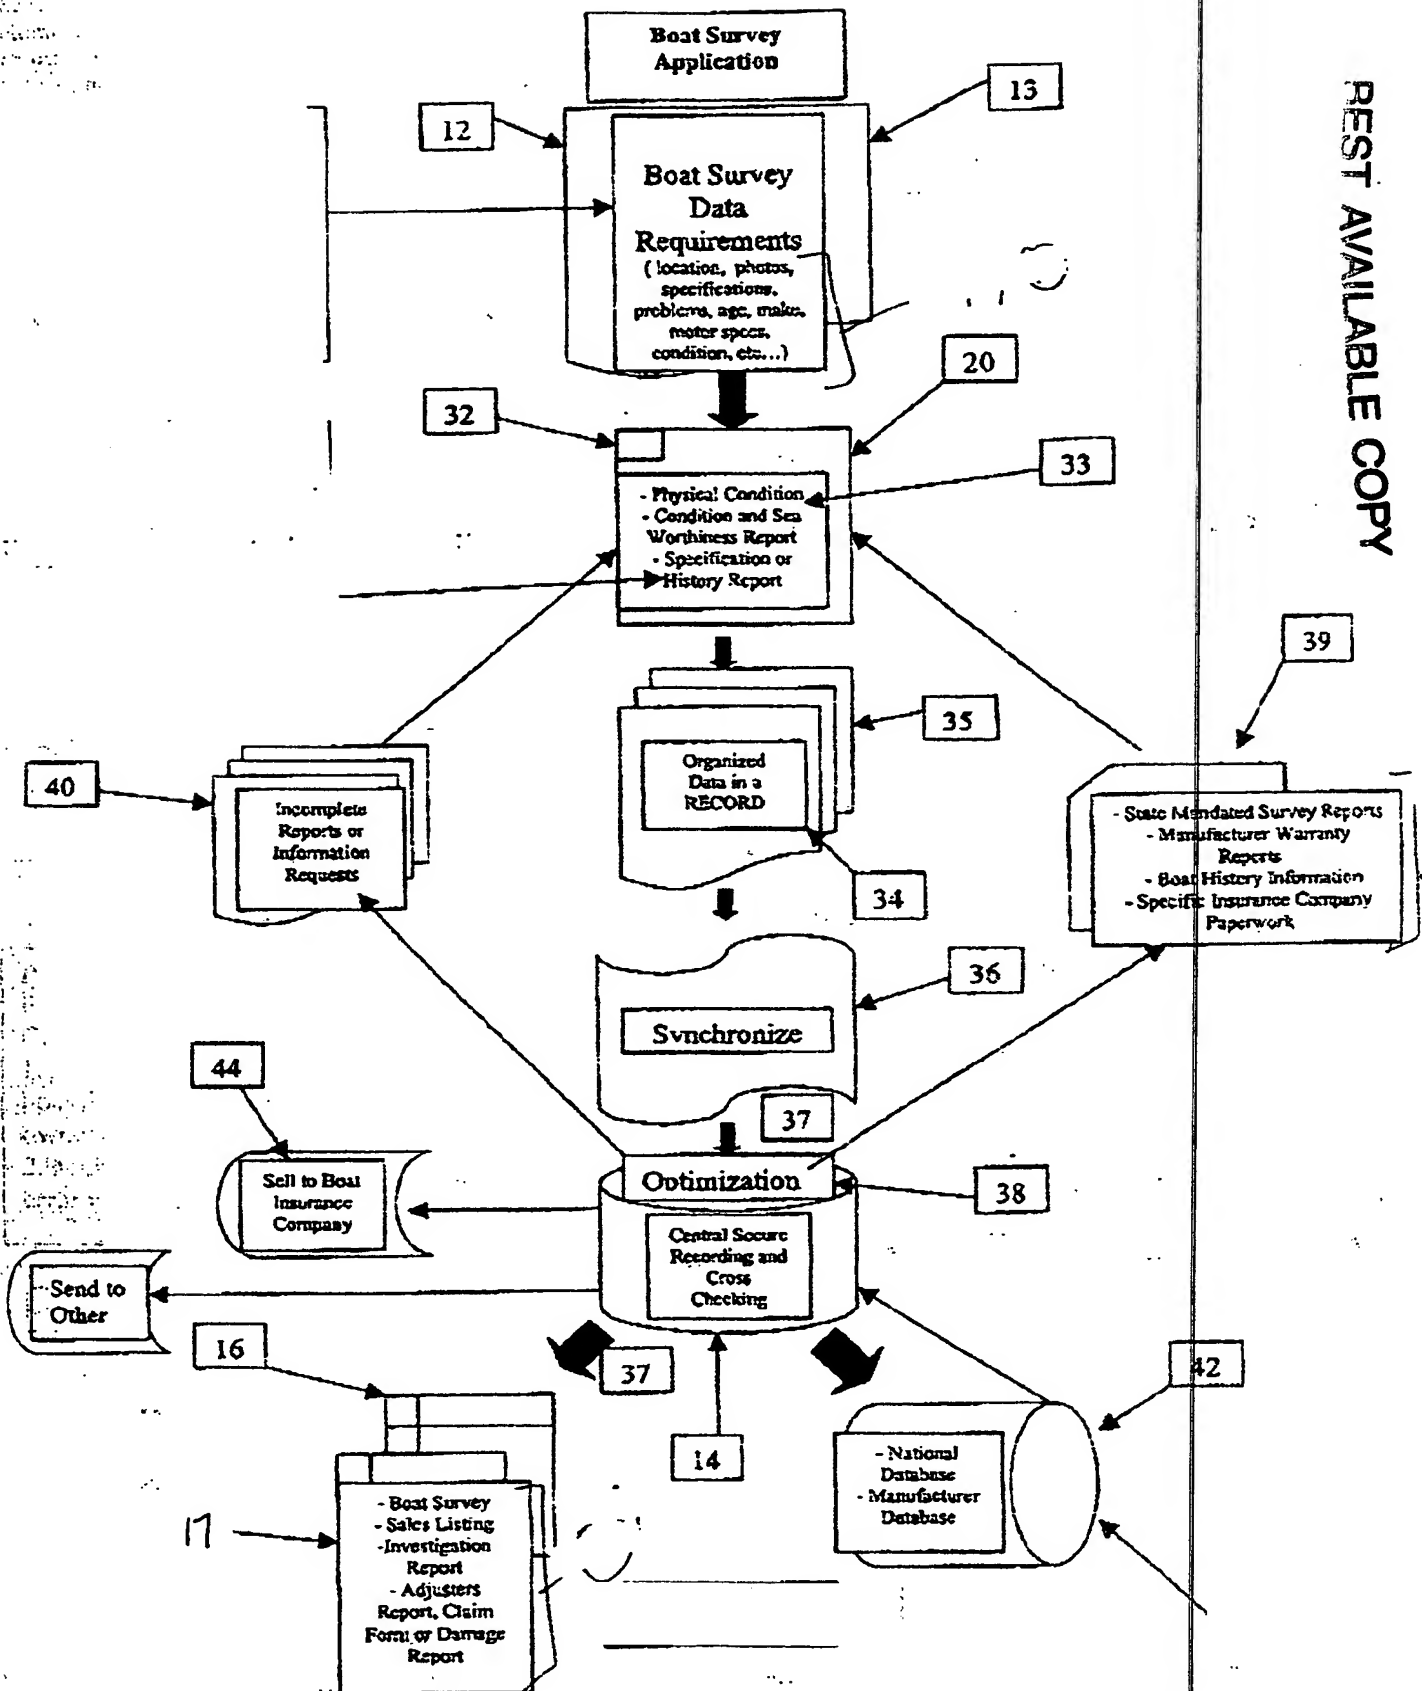 Boat Survey
Application
13
12
Boat Survey
Data
Requirements
( location, photos,
specifications,
problems, age, make,
motor specs,
condition, etc...)
20
32
33
- Physical Condition
- Condition and Sea
Worthiness Report
- Specification or
History Report
39
35
Organized
Data in a
RECORD
40
Incomplete
Reports or
Information
Requests
- State Mandated Survey Reports
- Manufacturer Warranty
Reports
- Boat History Information
- Specific Insurance Company
Paperwork
34
36
Synchronize
44
37
Optimization
38
Sell to Boat
Insurance
Company
Central Secure
Recording and
Cross
Checking
Send to
Other
16
37
42
14
- National
Database
- Manufacturer
Database
17
- Boat Survey
- Sales Listing
-Investigation
Report
- Adjusters
Report, Claim
Form or Damage
Report
BEST AVAILABLE COPY